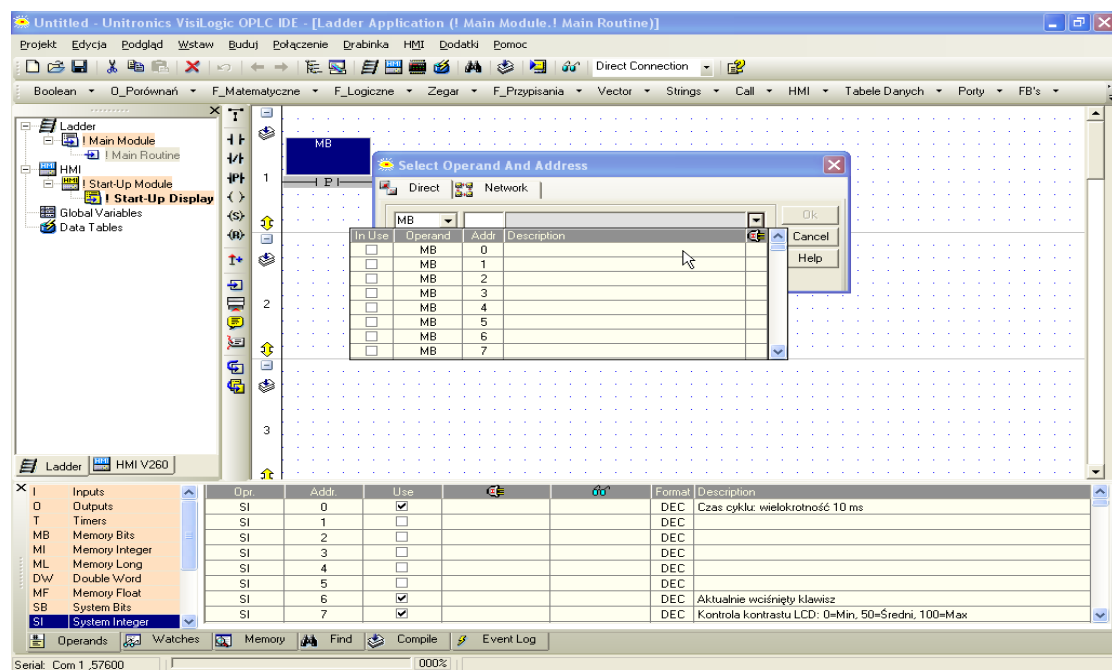 Untitled - Unitronics VisiLogic OPLC IDE - [Ladder Application (! Main Module.! Main Routine)]
Projekt Edycja Podgląd Wstaw Buduj Połączenie Drabinka HMI Dodatki Pomoc
Direct Connection
Boolean O_Porównań F_Matematyczne F_Logiczne Zegar F_Przypisania Vector Strings Call HMI Tabele Danych Porty FB's
Ladder
! Main Module
! Main Routine
HMI
! Start-Up Module
! Start-Up Display
Global Variables
Data Tables
Ladder HMI V260
1
2
3
MB
P
Select Operand And Address
Direct Network
MB
Ok
Cancel
Help
In Use Operand Addr Description
MB 0
MB 1
MB 2
MB 3
MB 4
MB 5
MB 6
MB 7
I Inputs
O Outputs
T Timers
MB Memory Bits
MI Memory Integer
ML Memory Long
DW Double Word
MF Memory Float
SB System Bits
SI System Integer
Opr. Addr. Use Format Description
SI 0 DEC Czas cyklu: wielokrotność 10 ms
SI 1 DEC
SI 2 DEC
SI 3 DEC
SI 4 DEC
SI 5 DEC
SI 6 DEC Aktualnie wciśnięty klawisz
SI 7 DEC Kontrola kontrastu LCD: 0=Min, 50=Średni, 100=Max
Operands Watches Memory Find Compile Event Log
Serial: Com 1 ,57600 000%